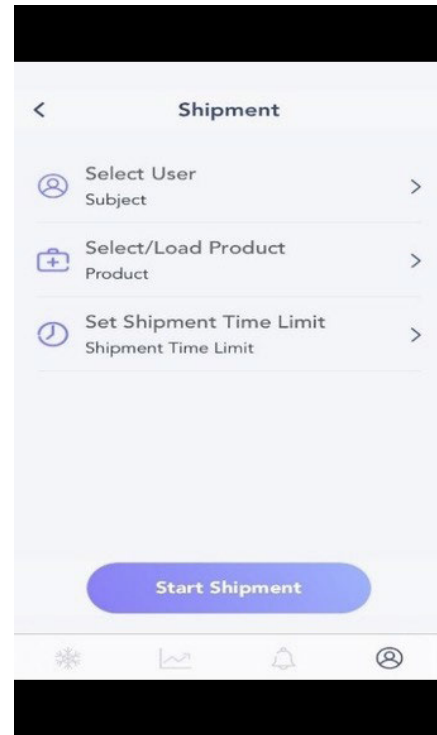 Shipment
Select User
Subject
Select/Load Product
Product
Set Shipment Time Limit
Shipment Time Limit
Start Shipment